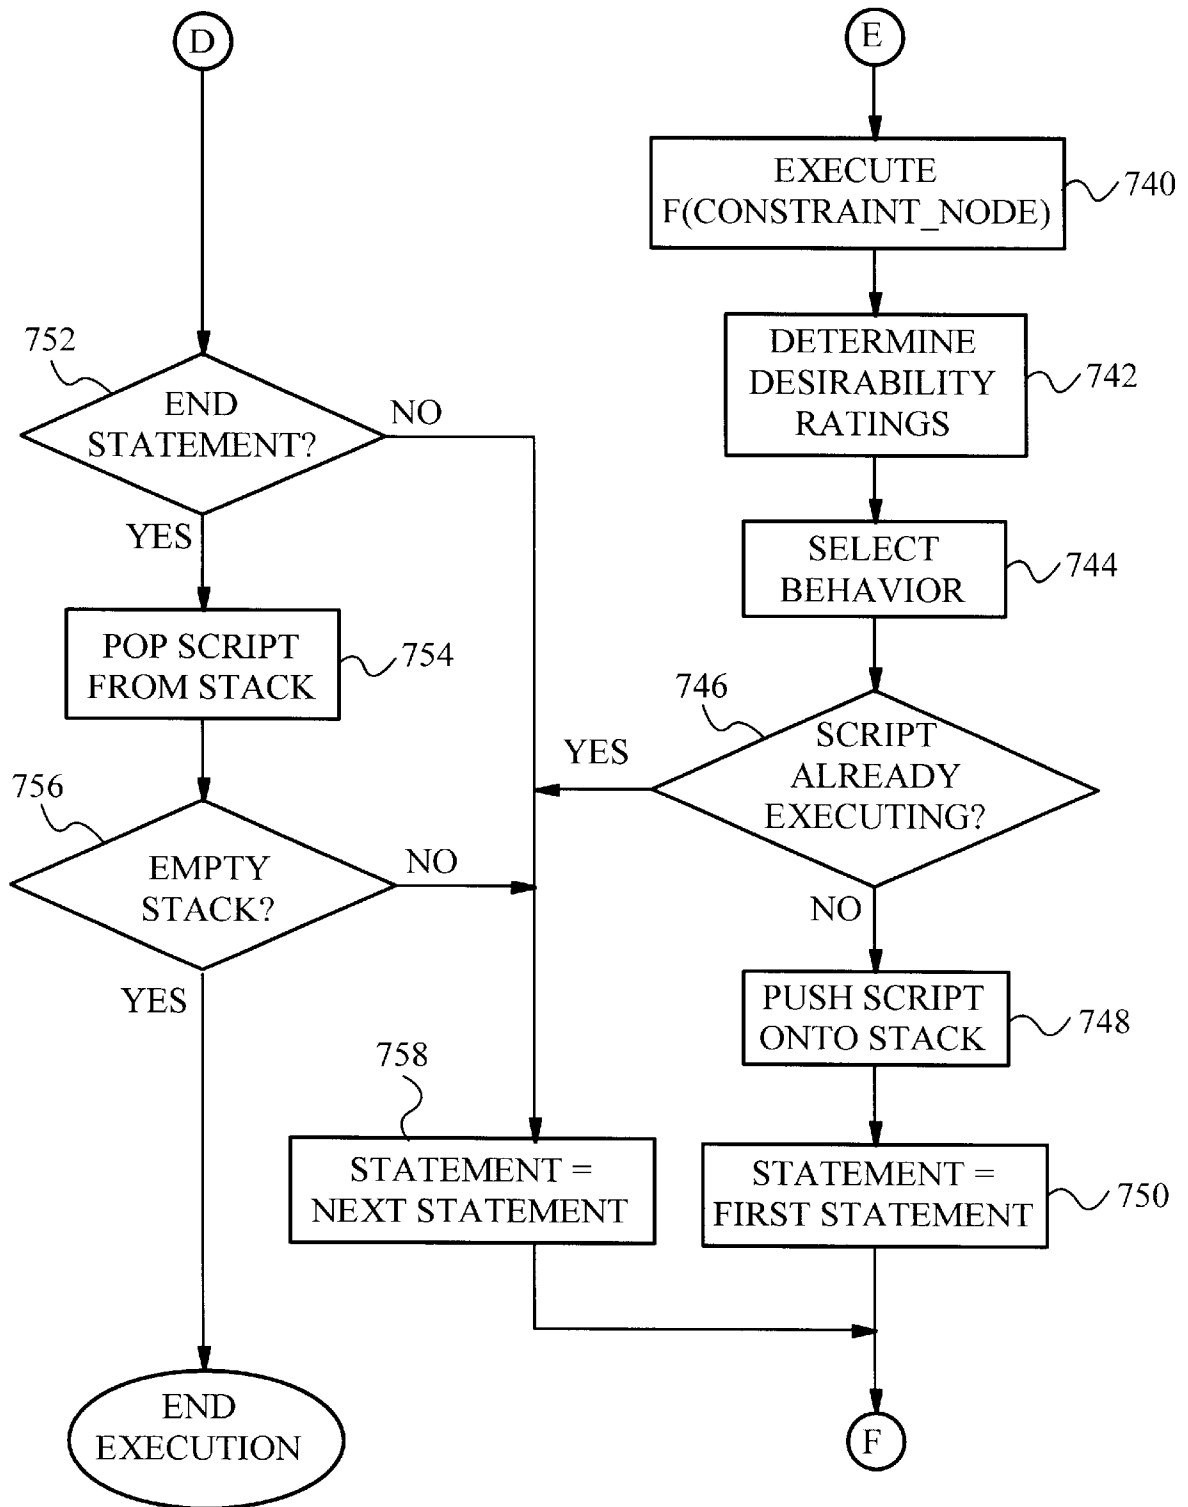 D
752
END
STATEMENT?
NO
YES
POP SCRIPT
FROM STACK
754
756
EMPTY
STACK?
NO
YES
758
STATEMENT =
NEXT STATEMENT
END
EXECUTION
E
EXECUTE
F(CONSTRAINT_NODE)
740
DETERMINE
DESIRABILITY
RATINGS
742
SELECT
BEHAVIOR
744
746
SCRIPT
ALREADY
EXECUTING?
YES
NO
PUSH SCRIPT
ONTO STACK
748
STATEMENT =
FIRST STATEMENT
750
F